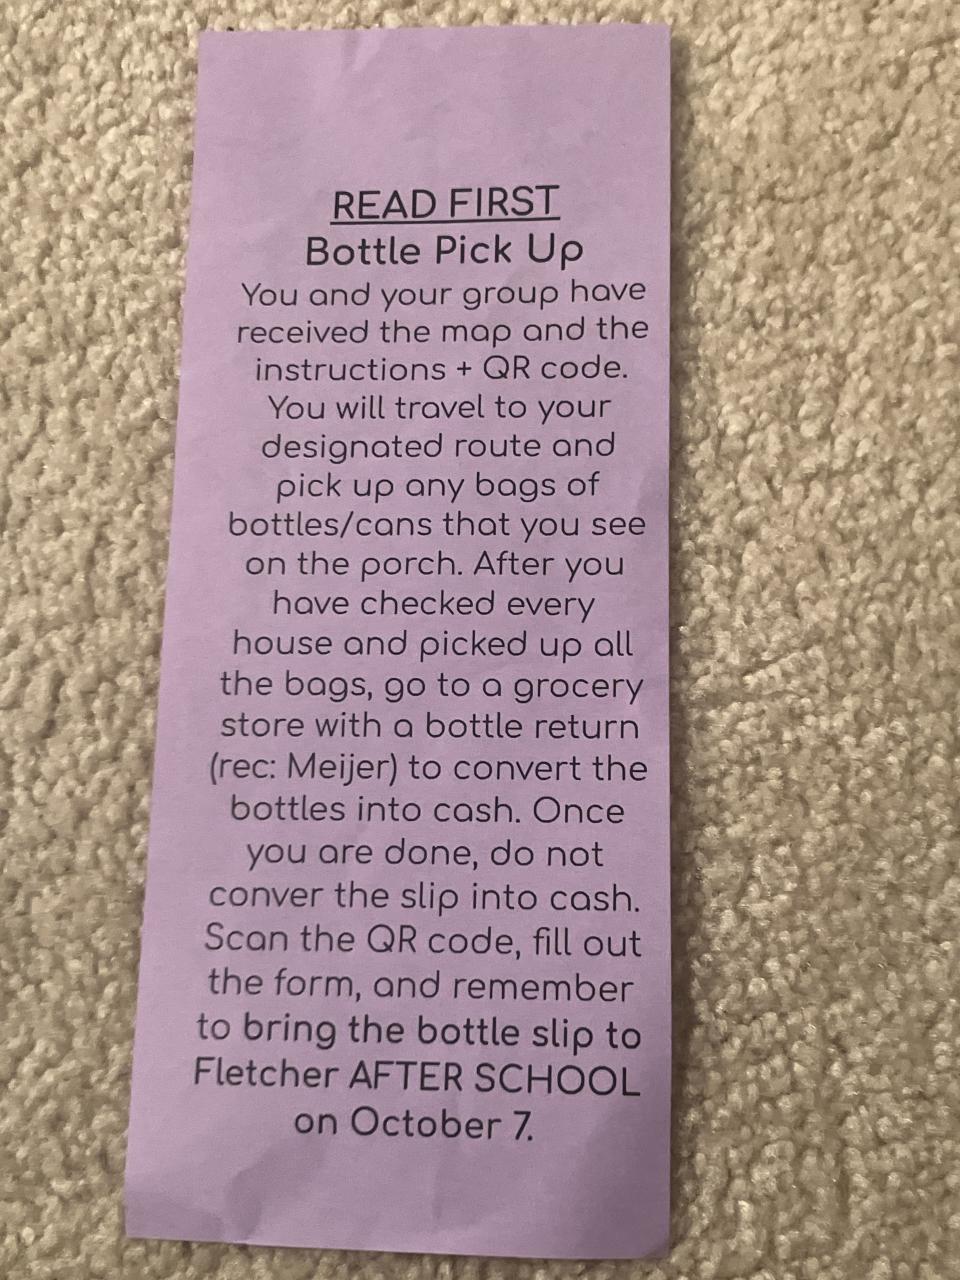 READ FIRST
Bottle Pick Up
You and your group have
received the map and the
instructions + QR code.
You will travel to your
designated route and
pick up any bags of
bottles/cans that you see
on the porch. After you
have checked every
house and picked up all
the bags, go to a grocery
store with a bottle return
(rec: Meijer) to convert the
bottles into cash. Once
you are done, do not
conver the slip into cash.
Scan the QR code, fill out
the form, and remember
to bring the bottle slip to
Fletcher AFTER SCHOOL
on October 7.